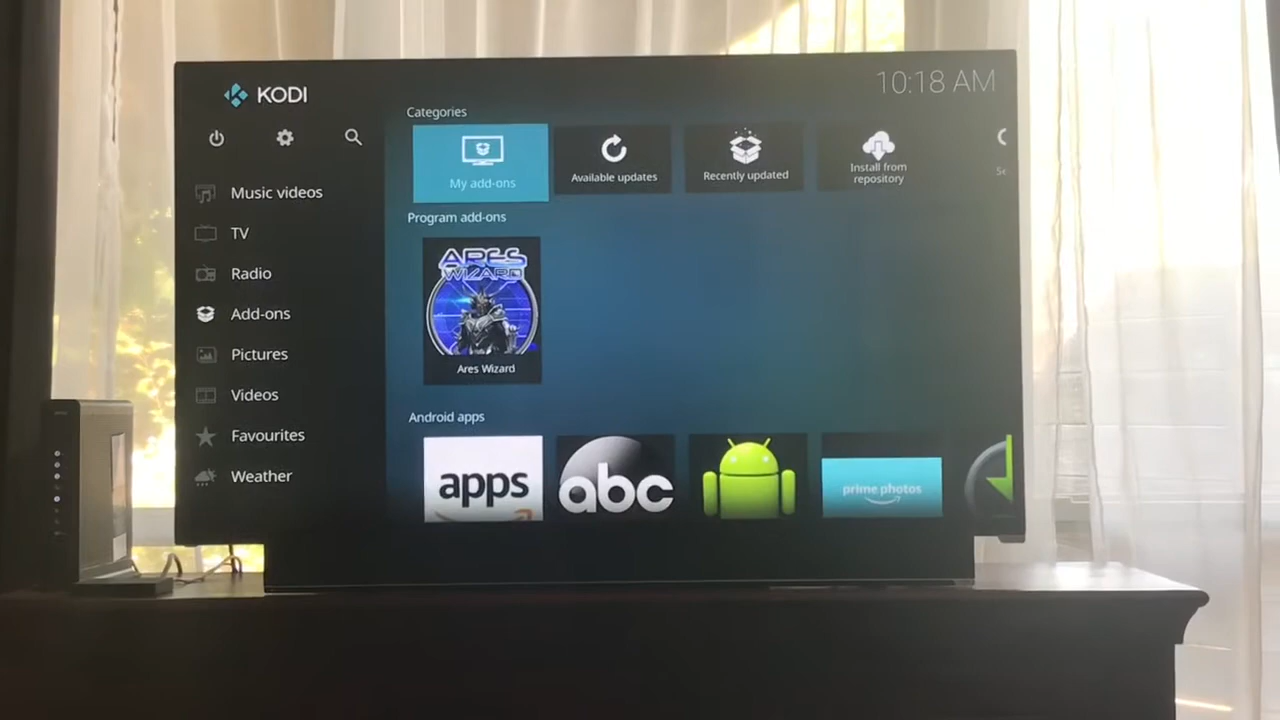 KODI
10:18 AM
Categories
My add-ons
Available updates
Recently updated
Install from
repository
Se
Music videos
TV
Radio
Add-ons
Pictures
Videos
Favourites
Weather
Program add-ons
ARES
WIZARD
Ares Wizard
Android apps
apps
abc
prime photos